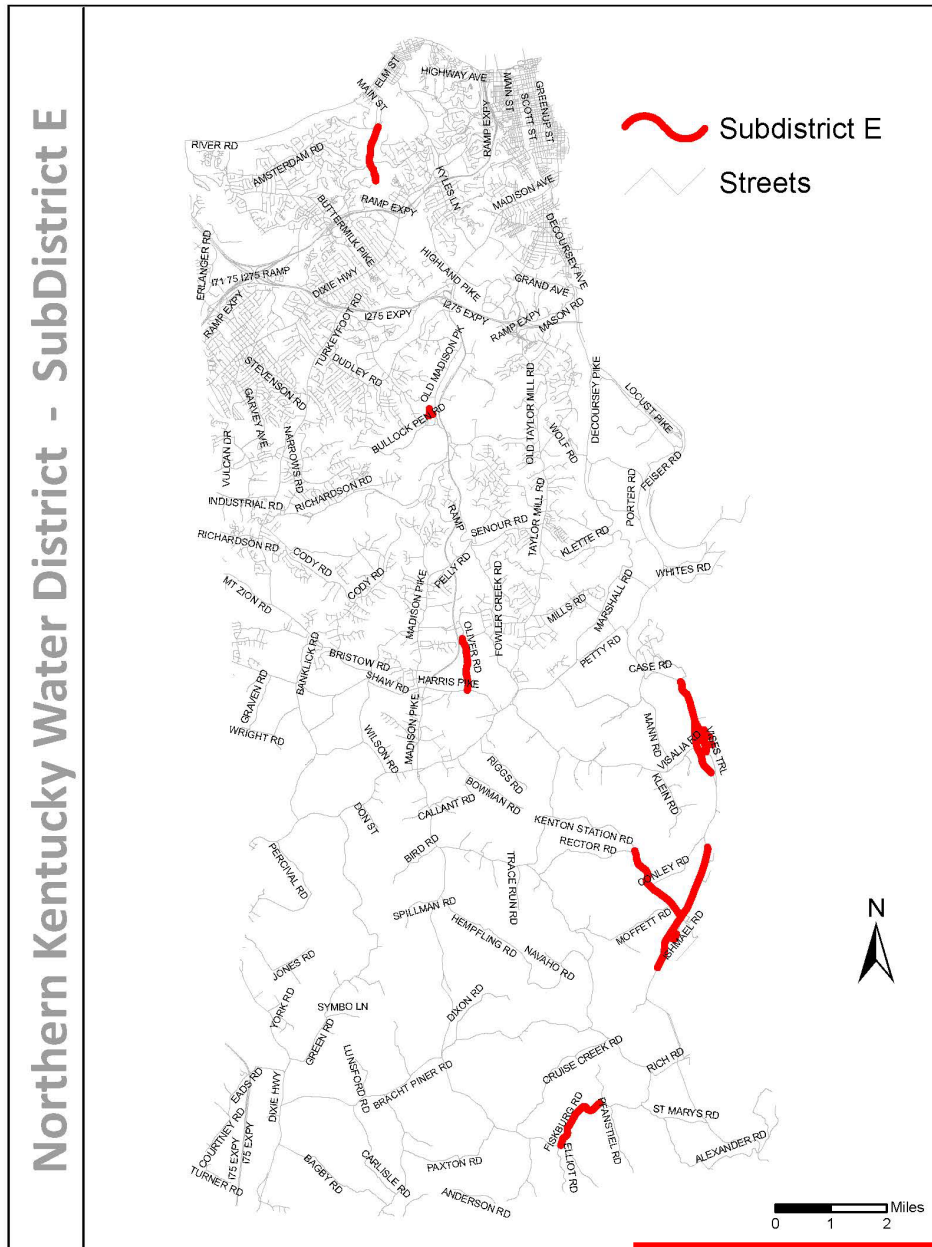 Northern Kentucky Water District - SubDistrict E
Subdistrict E
Streets
ELM ST
MAIN ST
HIGHWAY AVE
MAIN ST
SCOTT ST
GREENUP ST
RAMP EXPY
RIVER RD
AMSTERDAM RD
KYLES LN
MADISON AVE
RAMP EXPY
BUTTERMILK PIKE
DECOURSEY AVE
ERLANGER RD
I71 75 I275 RAMP
HIGHLAND PIKE
DIXIE HWY
GRAND AVE
RAMP EXPY
I275 EXPY
I275 EXPY
RAMP EXPY
MASON RD
TURKEYFOOT RD
DUDLEY RD
OLD MADISON PK
STEVENSON RD
OLD TAYLOR MILL RD
DECOURSEY PIKE
LOCUST PIKE
GARVEY AVE
BULLOCK PEN RD
WOLF RD
VULCAN DR
NARROWS RD
FEISER RD
INDUSTRIAL RD
RICHARDSON RD
PORTER RD
RAMP
SENOUR RD
TAYLOR MILL RD
RICHARDSON RD
CODY RD
KLETTE RD
CODY RD
PELLY RD
WHITES RD
MT ZION RD
MADISON PIKE
FOWLER CREEK RD
MILLS RD
MARSHALL RD
OLIVER RD
BANKLICK RD
BRISTOW RD
PETTY RD
SHAW RD
HARRIS PIKE
CASE RD
GRAVEN RD
WRIGHT RD
MADISON PIKE
WILSON RD
MANN RD
VISALIA RD
VASES TRL
RIGGS RD
KLEIN RD
BOWMAN RD
CALLANT RD
DON ST
KENTON STATION RD
RECTOR RD
BIRD RD
PERCIVAL RD
TRACE RUN RD
CONLEY RD
SPILLMAN RD
MOFFETT RD
HEMPFLING RD
ISHMAEL RD
NAVAHO RD
N
JONES RD
YORK RD
SYMBO LN
DIXON RD
GREEN RD
LUNSFORD RD
CRUISE CREEK RD
RICH RD
EADS RD
DIXIE HWY
BRACHT PINER RD
FISKBURG RD
PFANSTIEL RD
ST MARYS RD
COURTNEY RD
I75 EXPY
I75 EXPY
ELLIOT RD
ALEXANDER RD
TURNER RD
BAGBY RD
CARLISLE RD
PAXTON RD
ANDERSON RD
Miles
0 1 2